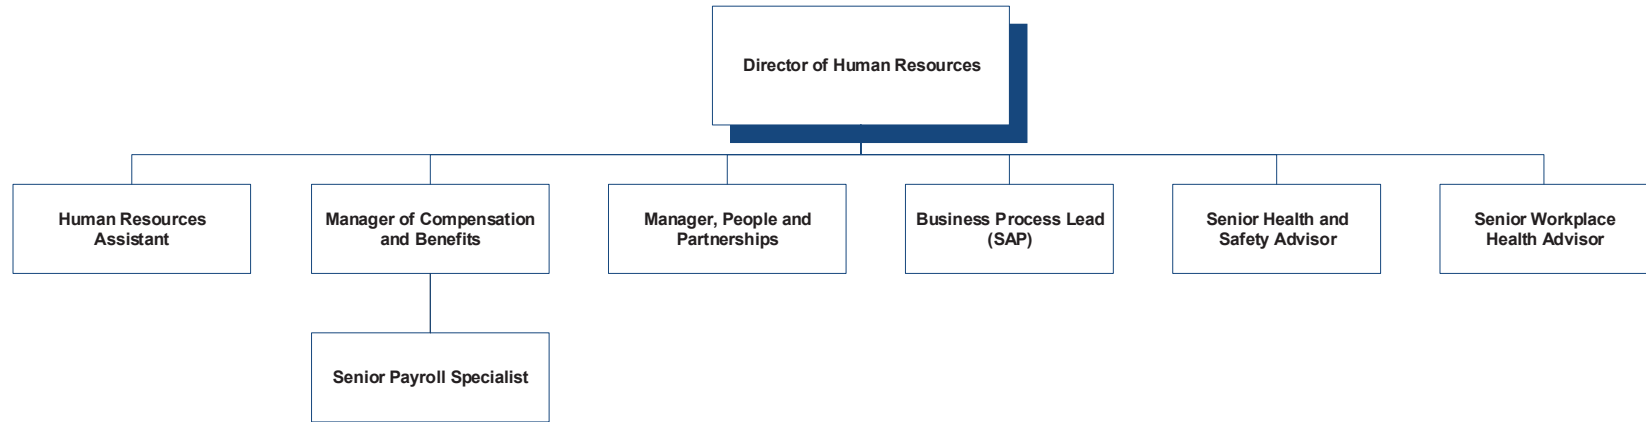 Director of Human Resources
Human Resources
Assistant
Manager of Compensation
and Benefits
Manager, People and
Partnerships
Business Process Lead
(SAP)
Senior Health and
Safety Advisor
Senior Workplace
Health Advisor
Senior Payroll Specialist